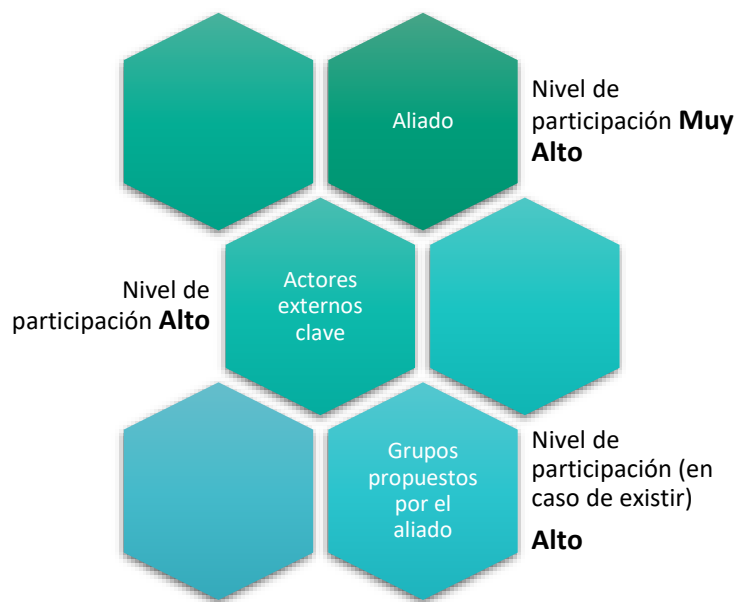 Aliado
Nivel de
participación Muy
Alto
Nivel de
participación Alto
Actores
externos
clave
Grupos
propuestos
por el
aliado
Nivel de
participación (en
caso de existir)
Alto